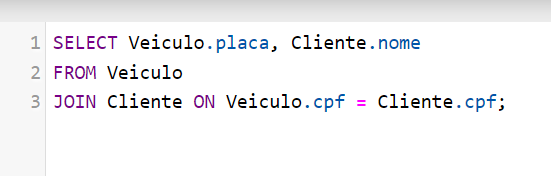 1 SELECT Veiculo.placa, Cliente.nome
2 FROM Veiculo
3 JOIN Cliente ON Veiculo.cpf = Cliente.cpf;